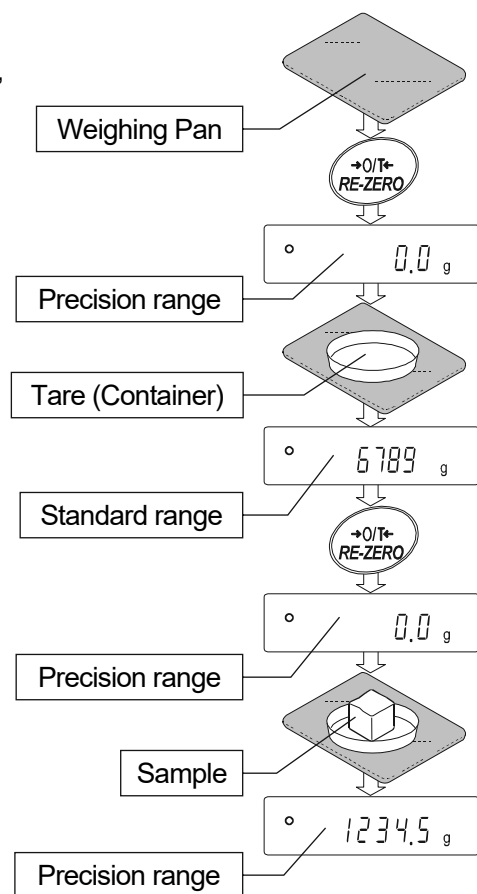 ,
Weighing Pan
→0/T←
RE-ZERO
0.0 g
Precision range
Tare (Container)
6789 g
Standard range
→0/T←
RE-ZERO
0.0 g
Precision range
Sample
1234.5 g
Precision range